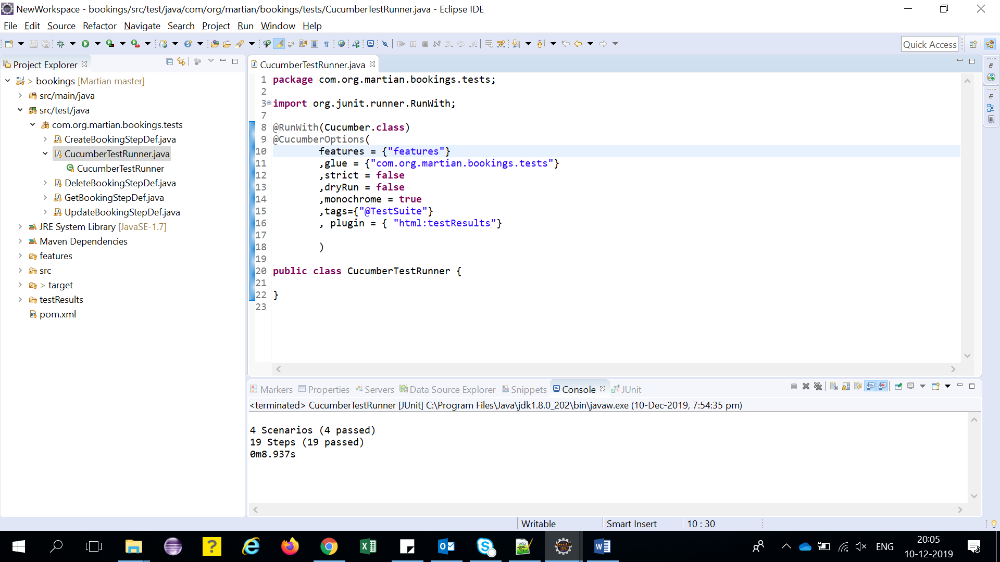 NewWorkspace - bookings/src/test/java/com/org/martian/bookings/tests/CucumberTestRunner.java - Eclipse IDE
File Edit Source Refactor Navigate Search Project Run Window Help
Quick Access
Project Explorer
> bookings [Martian master]
src/main/java
src/test/java
com.org.martian.bookings.tests
CreateBookingStepDef.java
CucumberTestRunner.java
CucumberTestRunner
DeleteBookingStepDef.java
GetBookingStepDef.java
UpdateBookingStepDef.java
JRE System Library [JavaSE-1.7]
Maven Dependencies
features
src
> target
testResults
pom.xml
CucumberTestRunner.java
1 package com.org.martian.bookings.tests;
2
3 import org.junit.runner.RunWith;
7
8 @RunWith(Cucumber.class)
9 @CucumberOptions(
10 features = {"features"}
11 ,glue = {"com.org.martian.bookings.tests"}
12 ,strict = false
13 ,dryRun = false
14 ,monochrome = true
15 ,tags={"@TestSuite"}
16 , plugin = { "html:testResults"}
17
18 )
19
20 public class CucumberTestRunner {
21
22 }
23
Markers Properties Servers Data Source Explorer Snippets Console JUnit
<terminated> CucumberTestRunner [JUnit] C:\Program Files\Java\jdk1.8.0_202\bin\javaw.exe (10-Dec-2019, 7:54:35 pm)
4 Scenarios (4 passed)
19 Steps (19 passed)
0m8.937s
Writable Smart Insert 10 : 30
ENG
20:05
10-12-2019